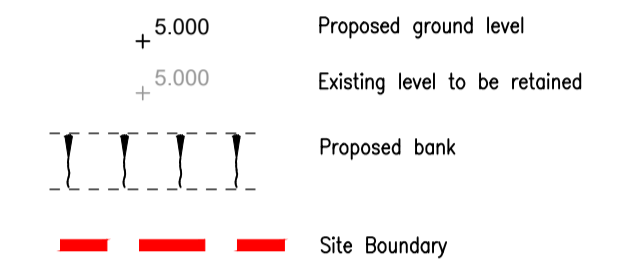 + 5.000 Proposed ground level
+ 5.000 Existing level to be retained
Proposed bank
Site Boundary